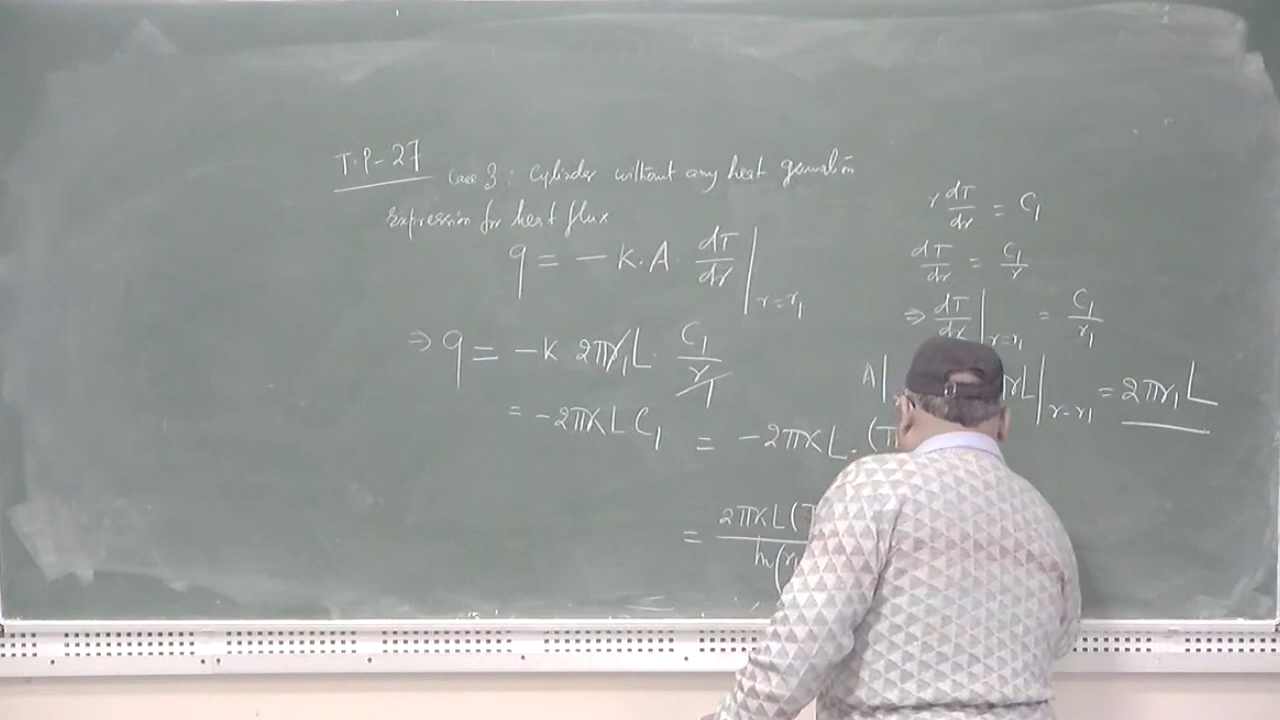 T.P-27 Case 3: Cylinder without any heat generation
Expression for heat flux
q = - K. A. dT/dr |r=r1
⇒ q = -K 2πr1L. C1/r1
= -2πKLC1 = -2πKL. (T
= 2πKL(T / ln(r1
r dT/dr = C1
dT/dr = C1/r
⇒ dT/dr |r=r1 = C1/r1
A| rL|r=r1 = 2πr1L